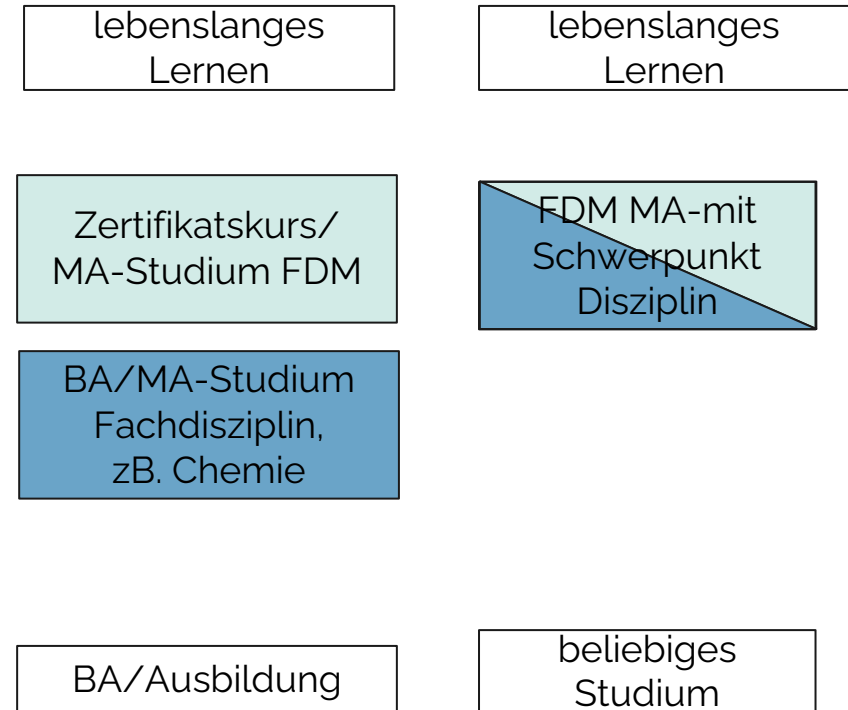 lebenslanges
Lernen
lebenslanges
Lernen
Zertifikatskurs/
MA-Studium FDM
FDM MA-mit
Schwerpunkt
Disziplin
BA/MA-Studium
Fachdisziplin,
zB. Chemie
BA/Ausbildung
beliebiges
Studium